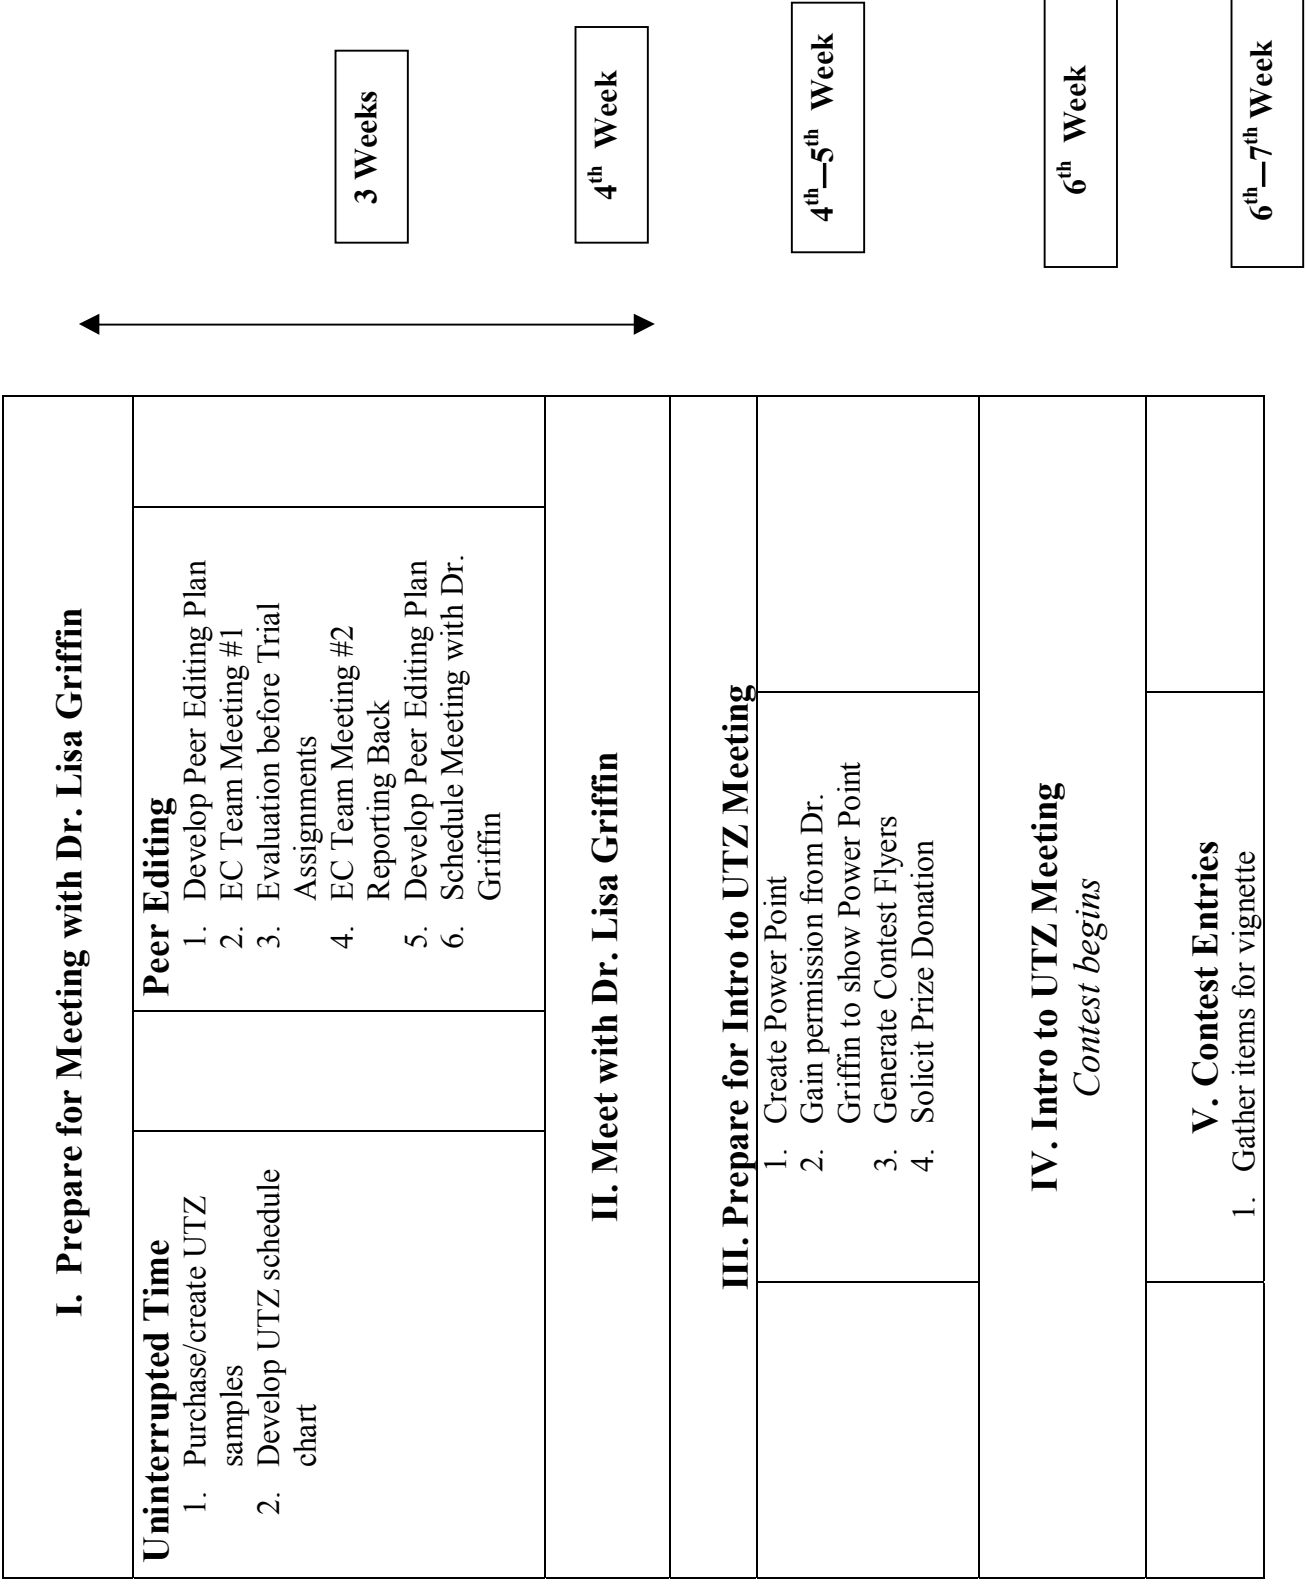 I. Prepare for Meeting with Dr. Lisa Griffin
Uninterrupted Time
1. Purchase/create UTZ
samples
2. Develop UTZ schedule
chart
Peer Editing
1. Develop Peer Editing Plan
2. EC Team Meeting #1
3. Evaluation before Trial
Assignments
4. EC Team Meeting #2
Reporting Back
5. Develop Peer Editing Plan
6. Schedule Meeting with Dr.
Griffin
3 Weeks
II. Meet with Dr. Lisa Griffin
4th Week
III. Prepare for Intro to UTZ Meeting
1. Create Power Point
2. Gain permission from Dr.
Griffin to show Power Point
3. Generate Contest Flyers
4. Solicit Prize Donation
4th—5th Week
IV. Intro to UTZ Meeting
Contest begins
6th Week
V. Contest Entries
1. Gather items for vignette
6th—7th Week